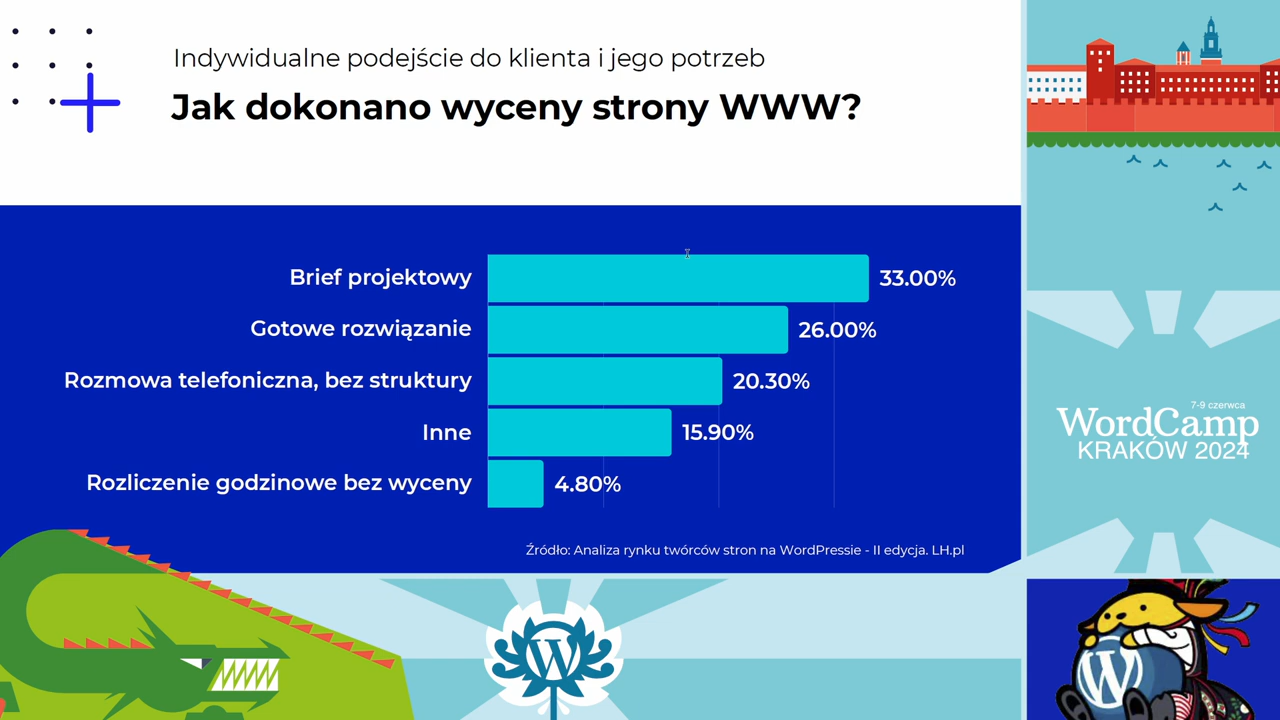 Indywidualne podejście do klienta i jego potrzeb
Jak dokonano wyceny strony WWW?
Brief projektowy 33.00%
Gotowe rozwiązanie 26.00%
Rozmowa telefoniczna, bez struktury 20.30%
Inne 15.90%
Rozliczenie godzinowe bez wyceny 4.80%
Źródło: Analiza rynku twórców stron na WordPressie - II edycja. LH.pl
7-9 czerwca
WordCamp
KRAKÓW 2024
W
W